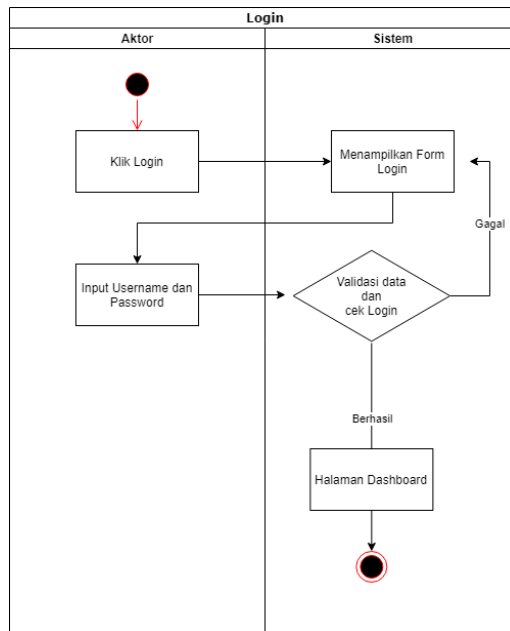 Login
Aktor
Sistem
Klik Login
Menampilkan Form
Login
Gagal
Input Username dan
Password
Validasi data
dan
cek Login
Berhasil
Halaman Dashboard